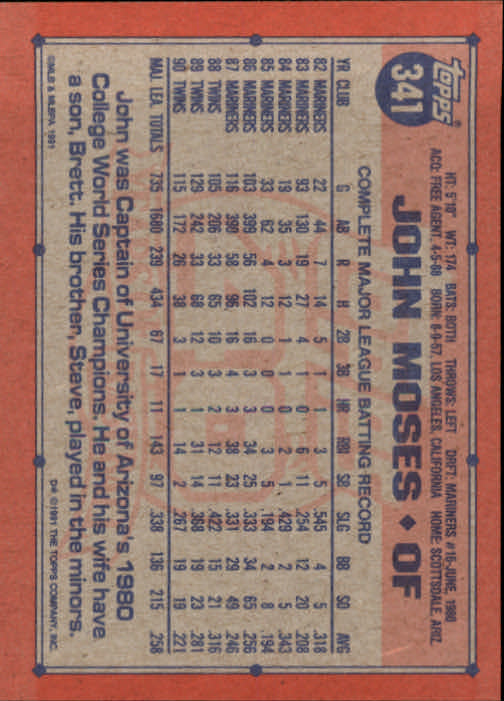 topps®
341
HT: 5'10" WT: 174 BATS: BOTH THROWS: LEFT DRFT: MARINERS #16-JUNE, 1980
ACQ: FREE AGENT, 4-5-88 BORN: 8-9-57, LOS ANGELES, CALIFORNIA HOME: SCOTTSDALE, ARIZ.
JOHN MOSES ◆ OF
COMPLETE MAJOR LEAGUE BATTING RECORD
YR CLUB G AB R H 2B 3B HR RBI SB SLG BB SO AVG
82 MARINERS 22 44 7 14 5 1 1 3 5 .545 4 5 .318
83 MARINERS 93 130 19 27 4 1 0 6 11 .254 12 20 .208
84 MARINERS 19 35 3 12 1 1 0 2 1 .429 2 5 .343
85 MARINERS 33 62 4 12 0 0 0 3 5 .194 2 8 .194
86 MARINERS 103 399 56 102 16 3 3 34 25 .333 34 65 .256
87 MARINERS 116 390 58 96 16 4 3 38 23 .331 29 49 .246
88 TWINS 105 206 33 65 10 3 2 12 11 .422 15 21 .316
89 TWINS 129 242 33 68 12 3 1 31 14 .368 19 23 .281
90 TWINS 115 172 26 38 3 1 1 14 2 .267 19 19 .221
MAJ. LEA. TOTALS 735 1680 239 434 67 17 11 143 97 .338 136 215 .258
John was Captain of University of Arizona's 1980
College World Series Champions. He and his wife have
a son, Brett. His brother, Steve, played in the minors.
©MLB & MLBPA 1991
D* ©1991 THE TOPPS COMPANY, INC.